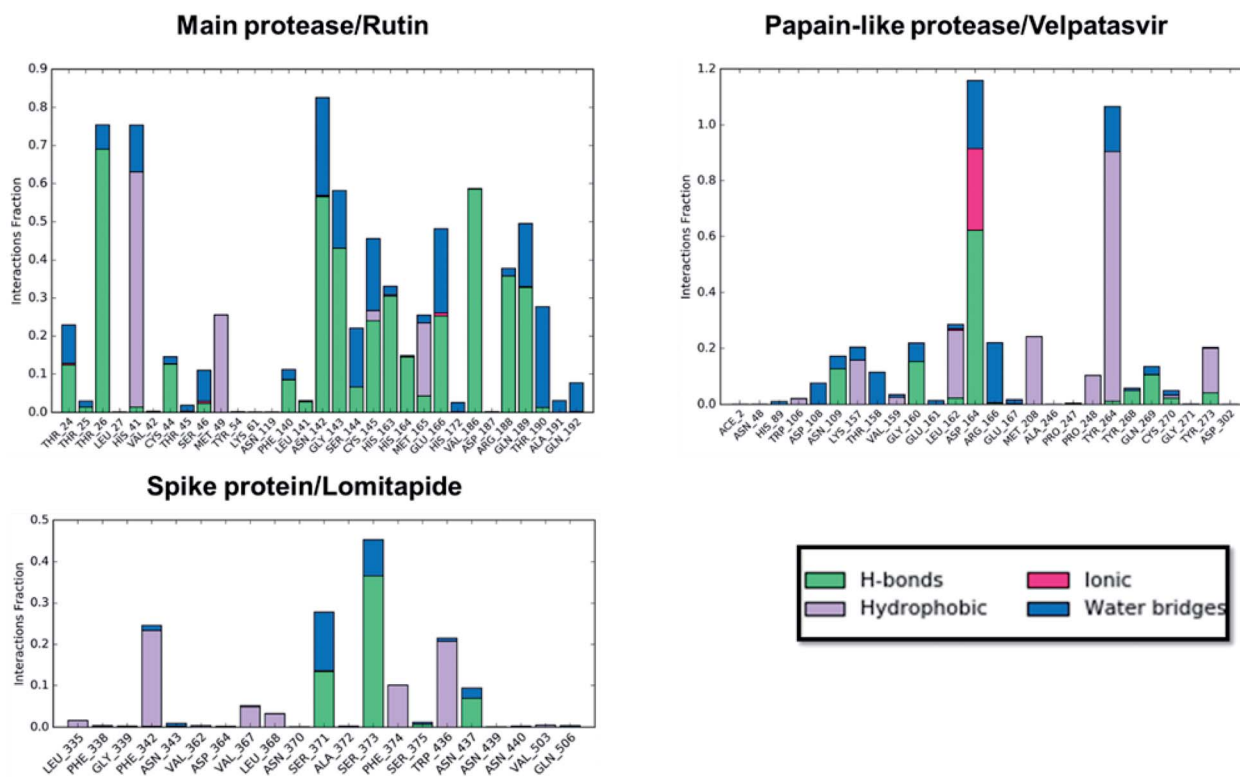 Main protease/Rutin
Interactions Fraction
0.9
0.8
0.7
0.6
0.5
0.4
0.3
0.2
0.1
0.0
THR_24
THR_25
THR_26
LEU_27
HIS_41
VAL_42
CYS_44
THR_45
SER_46
MET_49
TYR_54
LYS_61
ASN_119
PHE_140
LEU_141
ASN_142
GLY_143
SER_144
CYS_145
HIS_163
HIS_164
MET_165
GLU_166
HIS_172
VAL_186
ASP_187
ARG_188
GLN_189
THR_190
ALA_191
GLN_192
Papain-like protease/Velpatasvir
Interactions Fraction
1.2
1.0
0.8
0.6
0.4
0.2
0.0
ACE_2
ASN_48
HIS_89
TRP_106
ASP_108
ASN_109
LYS_157
THR_158
VAL_159
GLY_160
GLU_161
LEU_162
ASP_164
ARG_166
GLU_167
MET_208
ALA_246
PRO_247
PRO_248
TYR_264
TYR_268
GLN_269
CYS_270
GLY_271
TYR_273
ASP_302
Spike protein/Lomitapide
Interactions Fraction
0.5
0.4
0.3
0.2
0.1
0.0
LEU_335
PHE_338
GLY_339
PHE_342
ASN_343
VAL_362
ASP_364
VAL_367
LEU_368
ASN_370
SER_371
ALA_372
SER_373
PHE_374
SER_375
TRP_436
ASN_437
ASN_439
ASN_440
VAL_503
GLN_506
H-bonds
Hydrophobic
Ionic
Water bridges